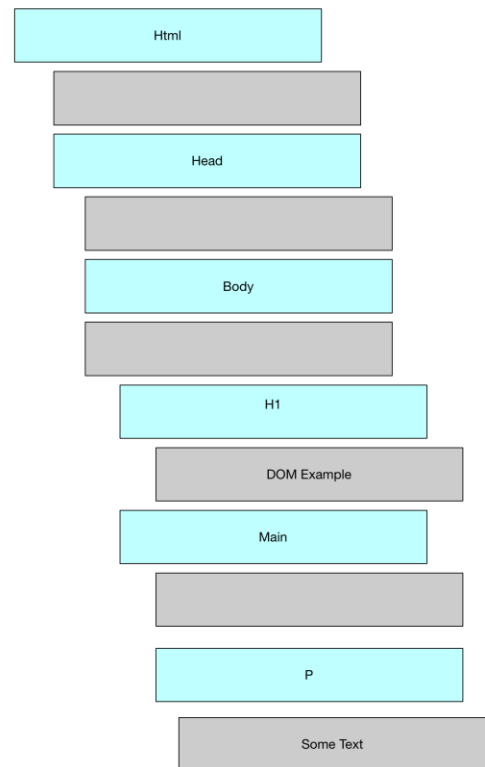 Html
Head
Body
H1
DOM Example
Main
P
Some Text